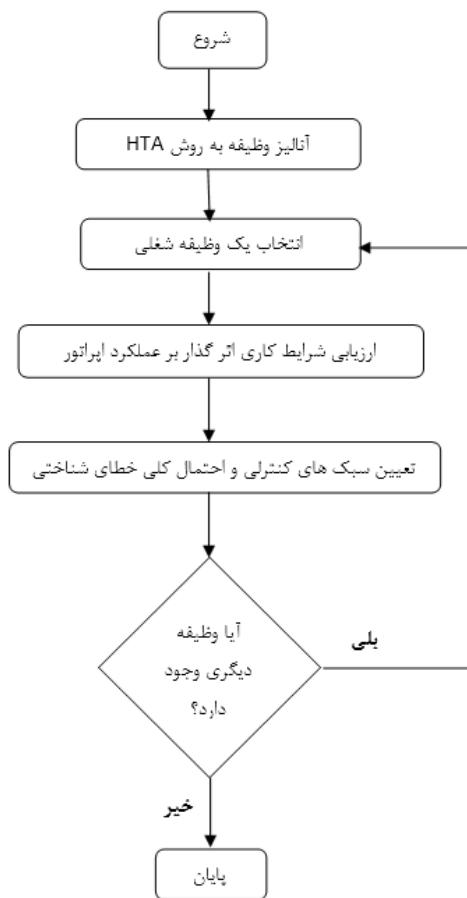 شروع
آنالیز وظیفه به روش HTA
انتخاب یک وظیفه شغلی
ارزیابی شرایط کاری اثر گذار بر عملکرد اپراتور
تعیین سبک های کنترلی و احتمال کلی خطای شناختی
آیا وظیفه
دیگری وجود
دارد؟
بلی
خیر
پایان